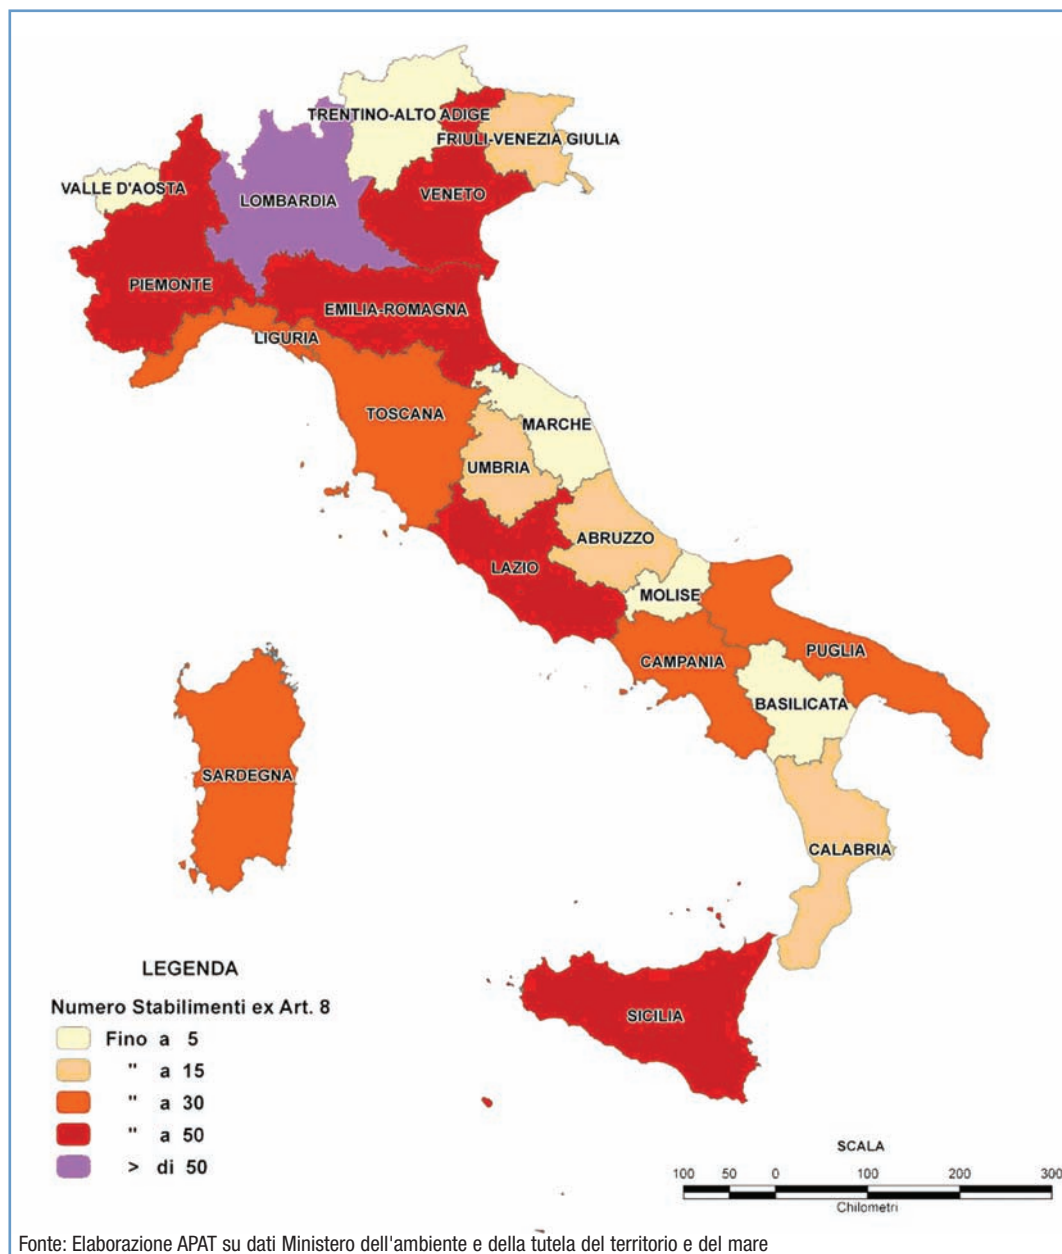 TRENTINO-ALTO ADIGE
FRIULI-VENEZIA GIULIA
VALLE D'AOSTA
LOMBARDIA
VENETO
PIEMONTE
EMILIA-ROMAGNA
LIGURIA
TOSCANA
MARCHE
UMBRIA
ABRUZZO
LAZIO
MOLISE
CAMPANIA
PUGLIA
BASILICATA
SARDEGNA
CALABRIA
SICILIA
LEGENDA
Numero Stabilimenti ex Art. 8
Fino a 5
" a 15
" a 30
" a 50
> di 50
SCALA
100 50 0 100 200 300
Chilometri
Fonte: Elaborazione APAT su dati Ministero dell'ambiente e della tutela del territorio e del mare